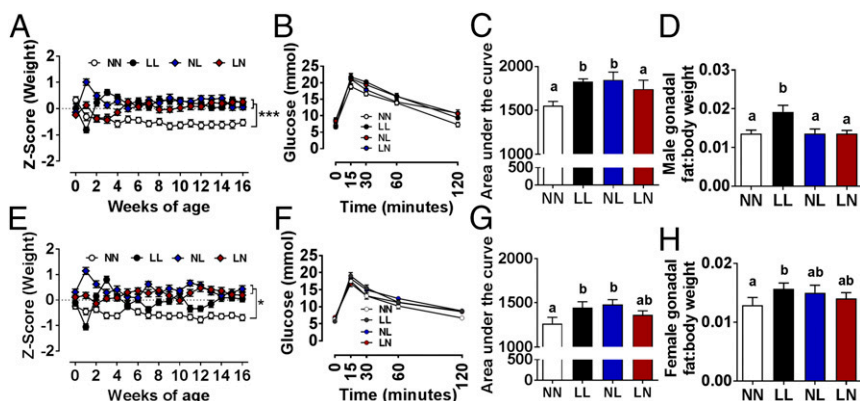 A
Z-Score (Weight)
2
1
0
-1
-2
NN LL NL LN
***
0 2 4 6 8 10 12 14 16
Weeks of age
B
Glucose (mmol)
25
20
15
10
5
0
NN
LL
NL
LN
0 15 30 60 120
Time (minutes)
C
Area under the curve
2000
1500
1000
500
0
a b b a
NN LL NL LN
D
Male gonadal
fat:body weight
0.03
0.02
0.01
0.00
a b a a
NN LL NL LN
E
Z-Score (Weight)
2
1
0
-1
-2
NN LL NL LN
*
0 2 4 6 8 10 12 14 16
Weeks of age
F
Glucose (mmol)
25
20
15
10
5
0
NN
LL
NL
LN
0 15 30 60 120
Time (minutes)
G
Area under the curve
2000
1500
1000
500
0
a b b ab
NN LL NL LN
H
Female gonadal
fat:body weight
0.02
0.01
0.00
a b ab ab
NN LL NL LN